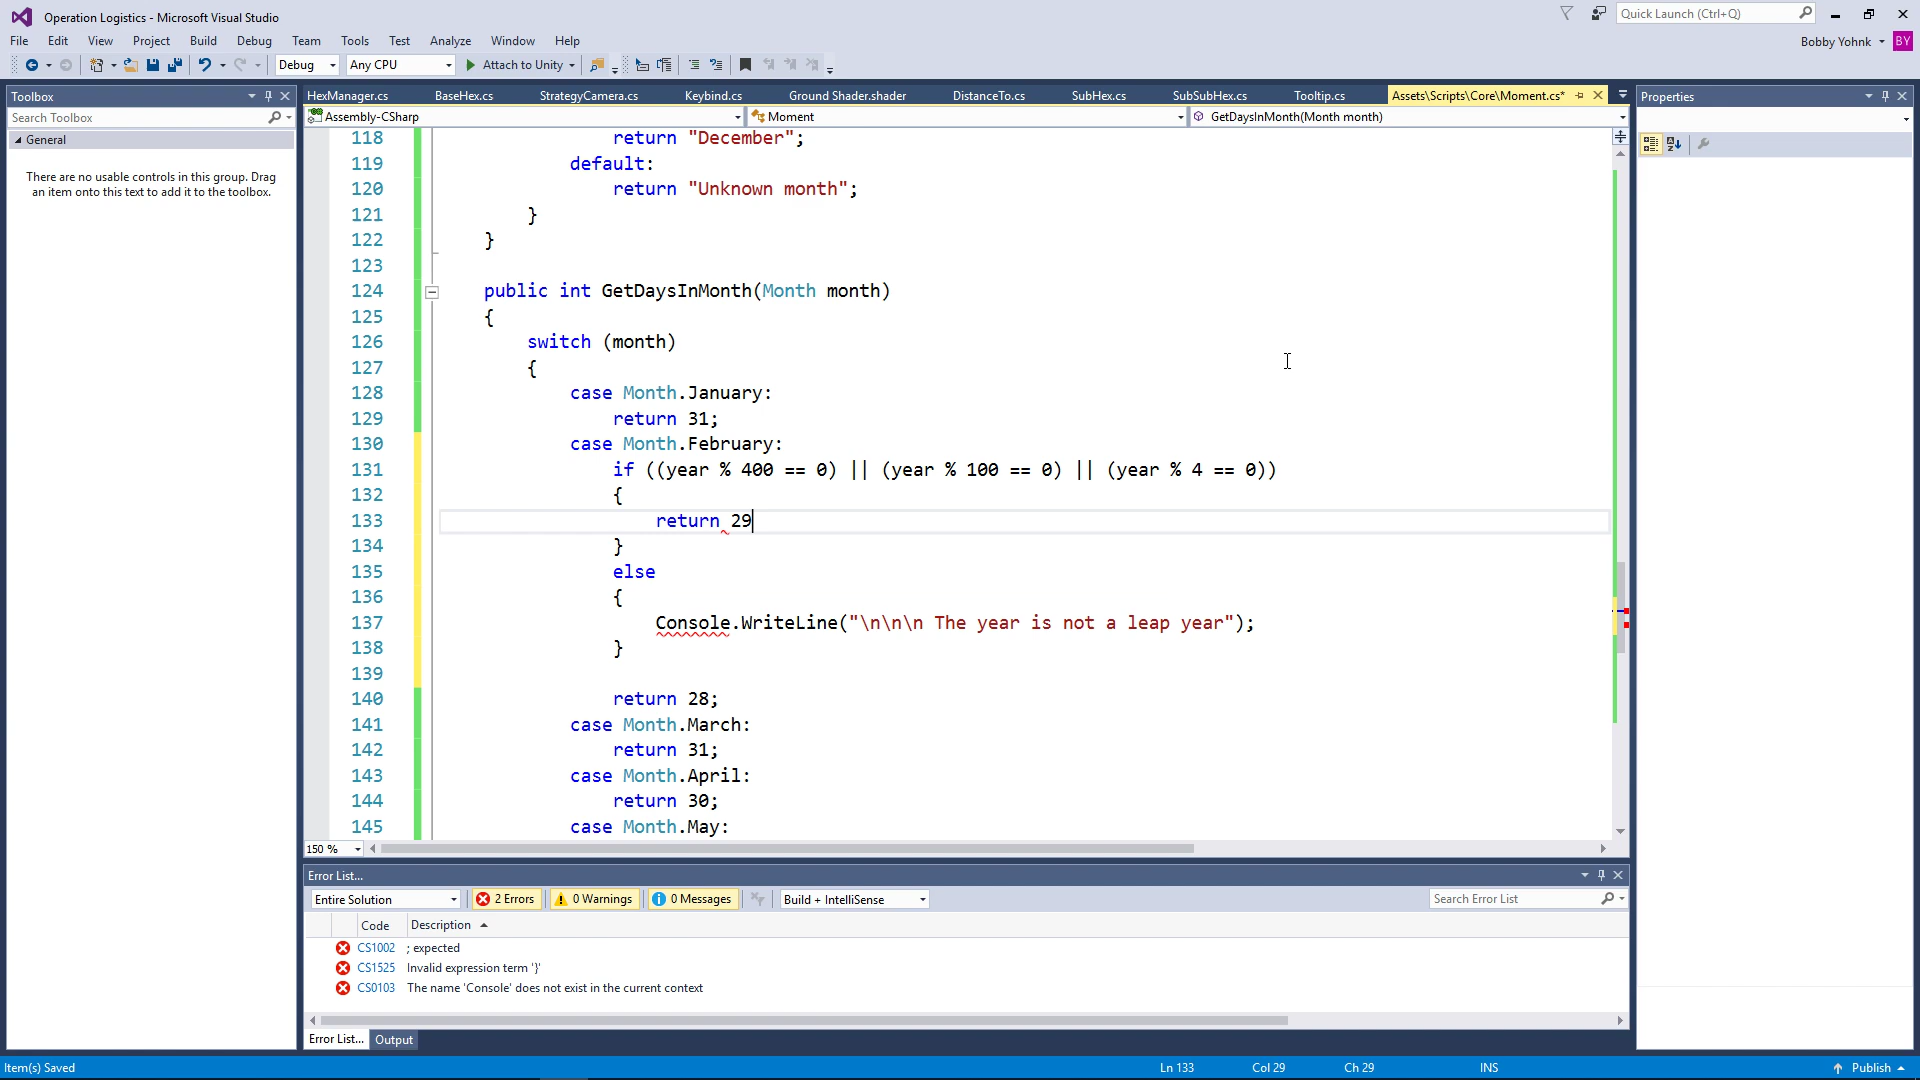 Operation Logistics - Microsoft Visual Studio
Quick Launch (Ctrl+Q)
File Edit View Project Build Debug Team Tools Test Analyze Window Help
Bobby Yohnk BY
Debug Any CPU Attach to Unity
Toolbox
Search Toolbox
General
There are no usable controls in this group. Drag
an item onto this text to add it to the toolbox.
HexManager.cs BaseHex.cs StrategyCamera.cs Keybind.cs Ground Shader.shader DistanceTo.cs SubHex.cs SubSubHex.cs Tooltip.cs Assets\Scripts\Core\Moment.cs*
Assembly-CSharp Moment GetDaysInMonth(Month month)
118 return "December";
119 default:
120 return "Unknown month";
121 }
122 }
123
124 public int GetDaysInMonth(Month month)
125 {
126 switch (month)
127 {
128 case Month.January:
129 return 31;
130 case Month.February:
131 if ((year % 400 == 0) || (year % 100 == 0) || (year % 4 == 0))
132 {
133 return 29
134 }
135 else
136 {
137 Console.WriteLine("\n\n\n The year is not a leap year");
138 }
139
140 return 28;
141 case Month.March:
142 return 31;
143 case Month.April:
144 return 30;
145 case Month.May:
150 %
Error List...
Entire Solution 2 Errors 0 Warnings 0 Messages Build + IntelliSense Search Error List
Code Description
CS1002 ; expected
CS1525 Invalid expression term '}'
CS0103 The name 'Console' does not exist in the current context
Error List... Output
Properties
Item(s) Saved Ln 133 Col 29 Ch 29 INS Publish